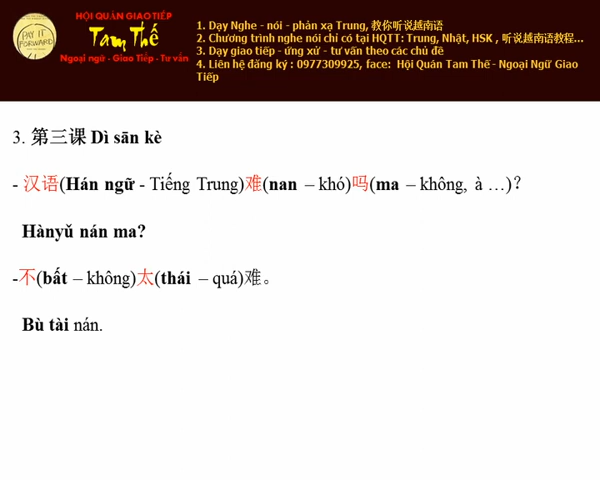 HỘI QUÁN GIAO TIẾP
PAY IT
FORWARD
Tam Thế
Ngoại ngữ - Giao Tiếp - Tư vấn
1. Dạy Nghe - nói - phản xạ Trung, 教你听说越南语
2. Chương trình nghe nói chỉ có tại HQTT: Trung, Nhật, HSK , 听说越南语教程...
3. Dạy giao tiếp - ứng xử - tư vấn theo các chủ đề
4. Liên hệ đăng ký : 0977309925, face: Hội Quán Tam Thế - Ngoại Ngữ Giao
Tiếp
3. 第三课 Dì sān kè
- 汉语(Hán ngữ - Tiếng Trung)难(nan – khó)吗(ma – không, à …)?
Hànyǔ nán ma?
-不(bất – không)太(thái – quá)难。
Bù tài nán.